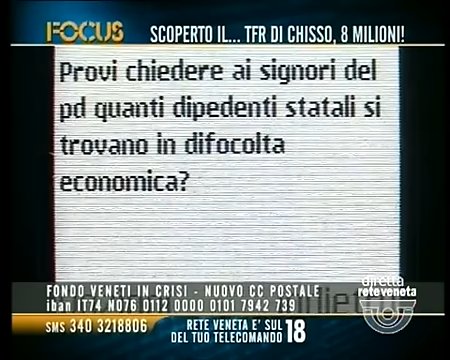 FOCUS
SCOPERTO IL... TFR DI CHISSO, 8 MILIONI!
Provi chiedere ai signori del
pd quanti dipedenti statali si
trovano in difocolta
economica?
FONDO VENETI IN CRISI - NUOVO CC POSTALE
iban IT74 N076 0112 0000 0101 7942 739
diretta
reteveneta
SMS 340 3218806
RETE VENETA E' SUL
DEL TUO TELECOMANDO 18